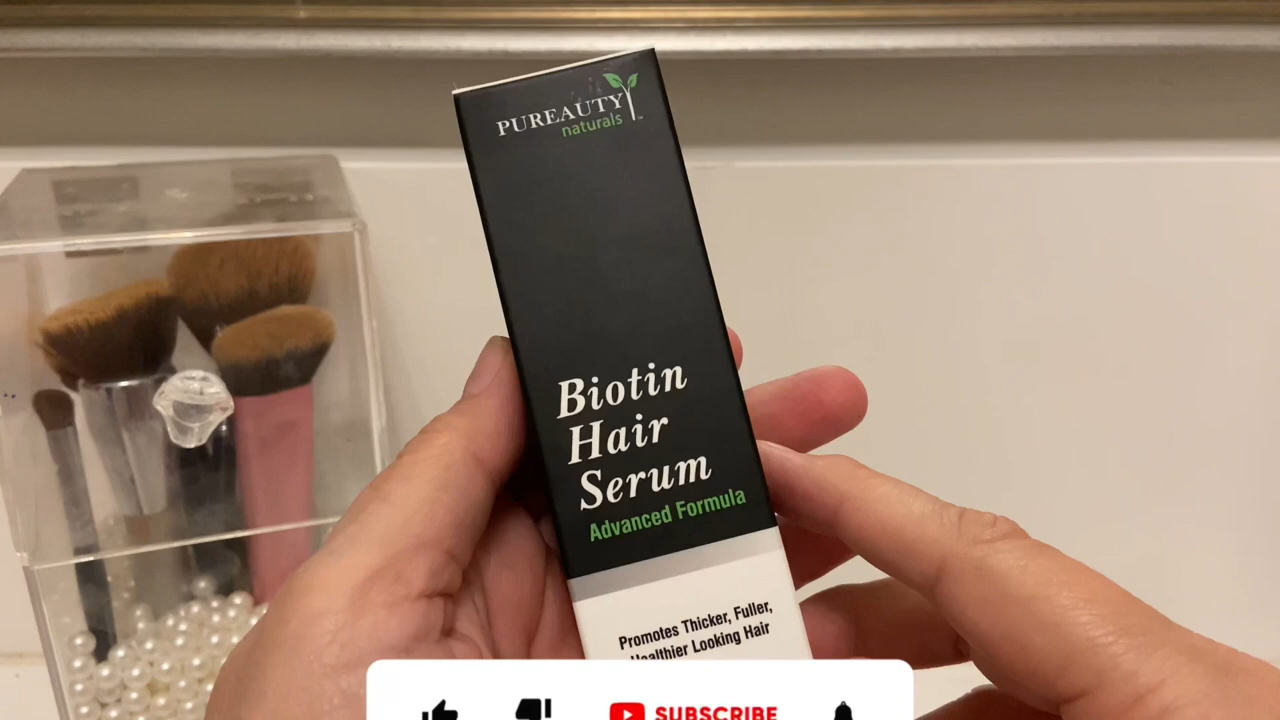 PUREAUTY
naturals
Biotin
Hair
Serum
Advanced Formula
Promotes Thicker, Fuller,
Healthier Looking Hair
SUBSCRIBE